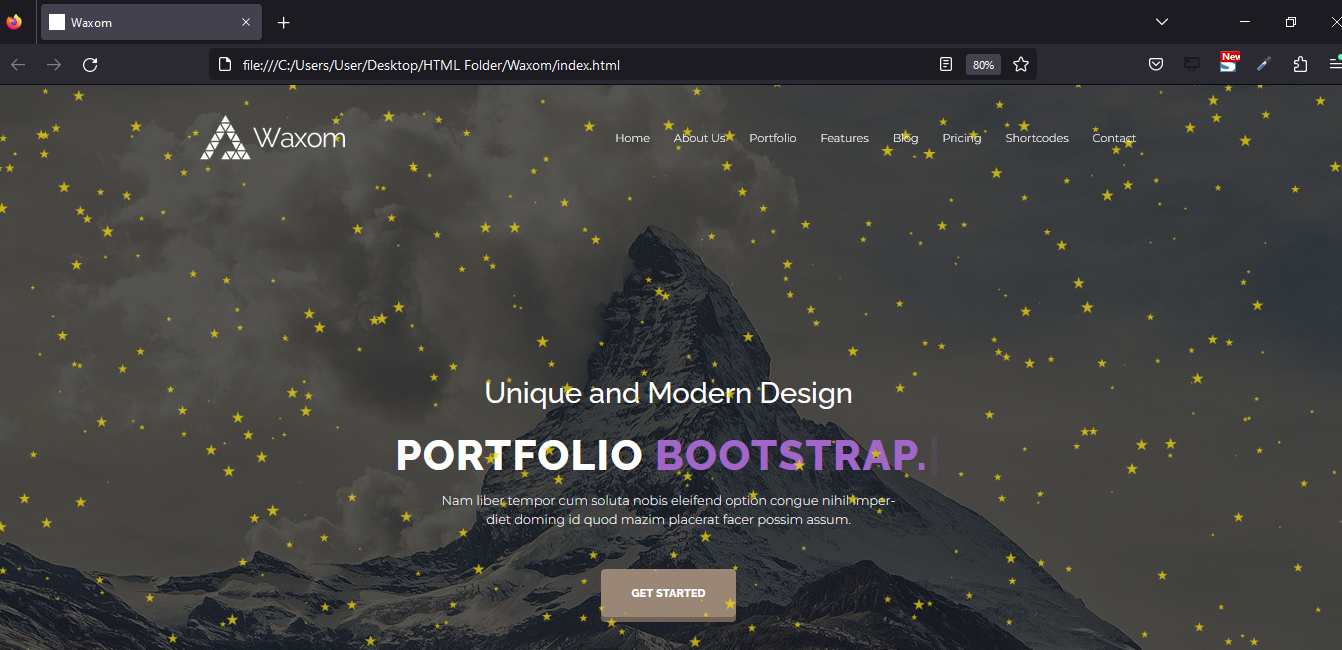 Waxom
file:///C:/Users/User/Desktop/HTML Folder/Waxom/index.html
80%
New
Waxom
Home About Us Portfolio Features Blog Pricing Shortcodes Contact
Unique and Modern Design
PORTFOLIO BOOTSTRAP.|
Nam liber tempor cum soluta nobis eleifend option congue nihil imper-
diet doming id quod mazim placerat facer possim assum.
GET STARTED